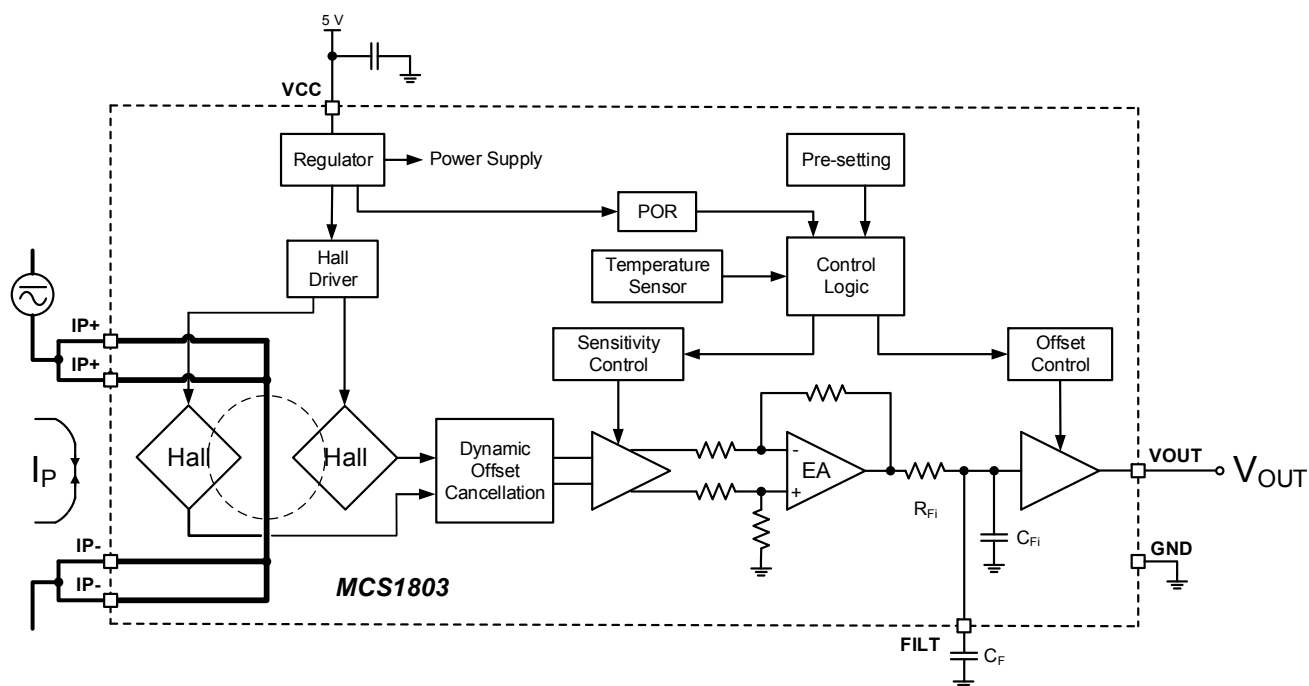 5 V
VCC
Regulator
Power Supply
Pre-setting
POR
Hall
Driver
Temperature
Sensor
Control
Logic
IP+
IP+
Sensitivity
Control
Offset
Control
Hall
Hall
Dynamic
Offset
Cancellation
-
EA
+
RFi
CFi
VOUT
VOUT
IP
IP-
IP-
GND
MCS1803
FILT
CF